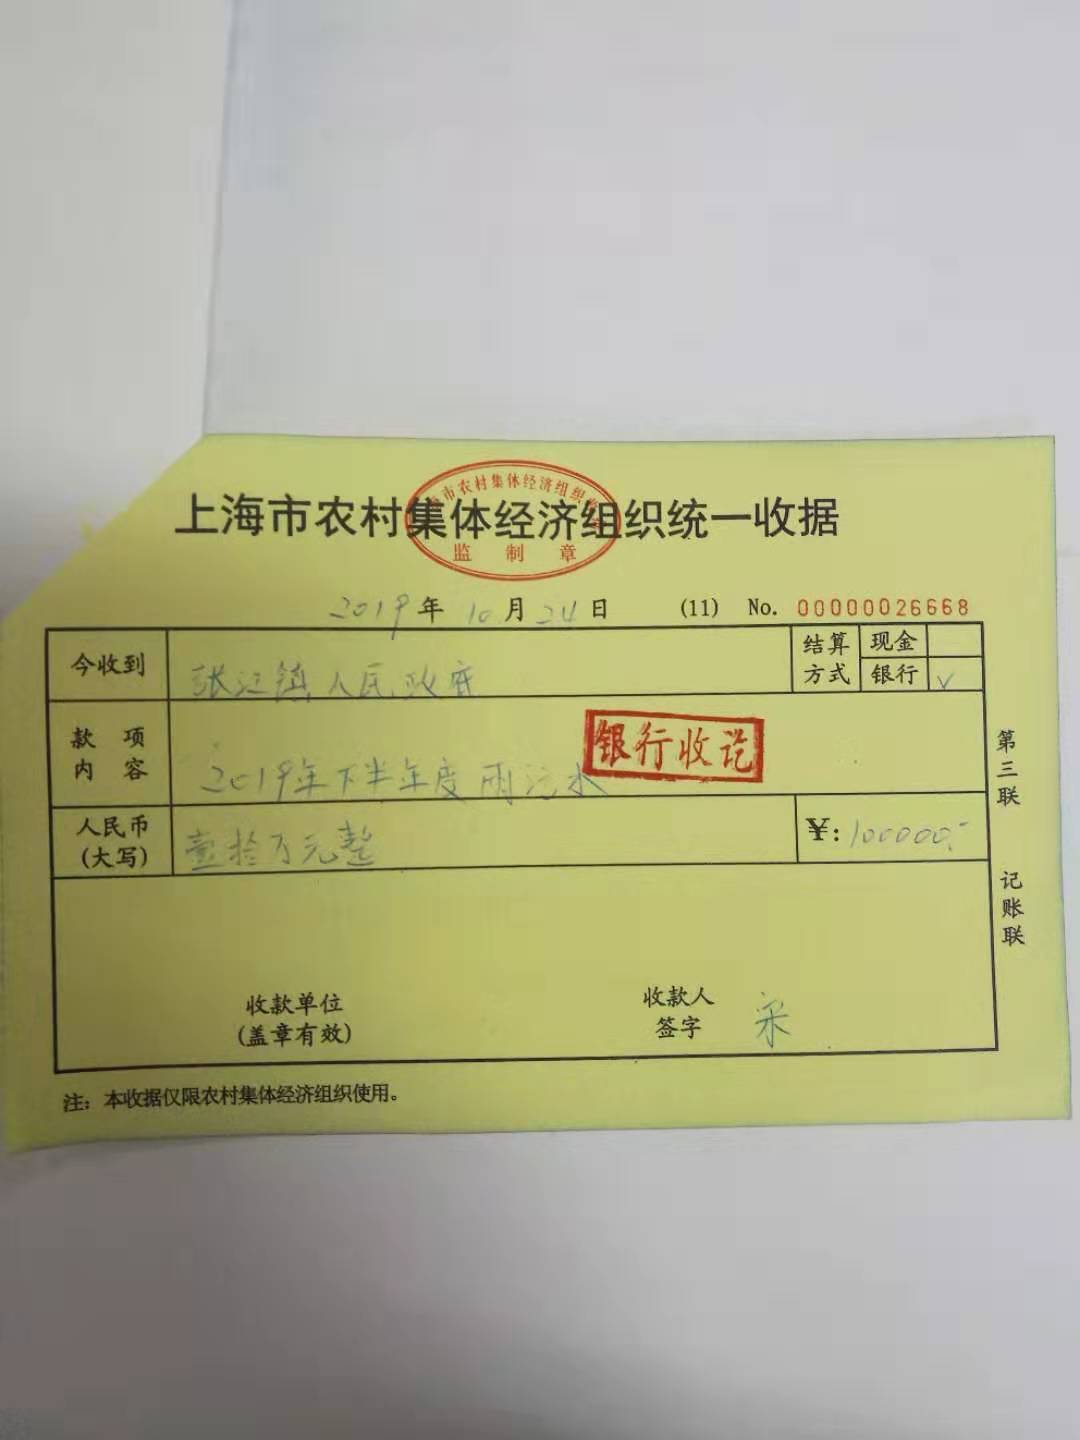 上海市农村集体经济组织统一收据
市农村集体经济组织
监制章
2019年10月24日 (11) No. 00000026668
今收到 张江镇人民政府 结算方式 现金 银行 √
款项内容 2019年下半年度雨污水
银行收讫
人民币(大写) 壹拾万元整 ¥: 100000.-
第三联 记账联
收款单位 收款人
(盖章有效) 签字
注：本收据仅限农村集体经济组织使用。